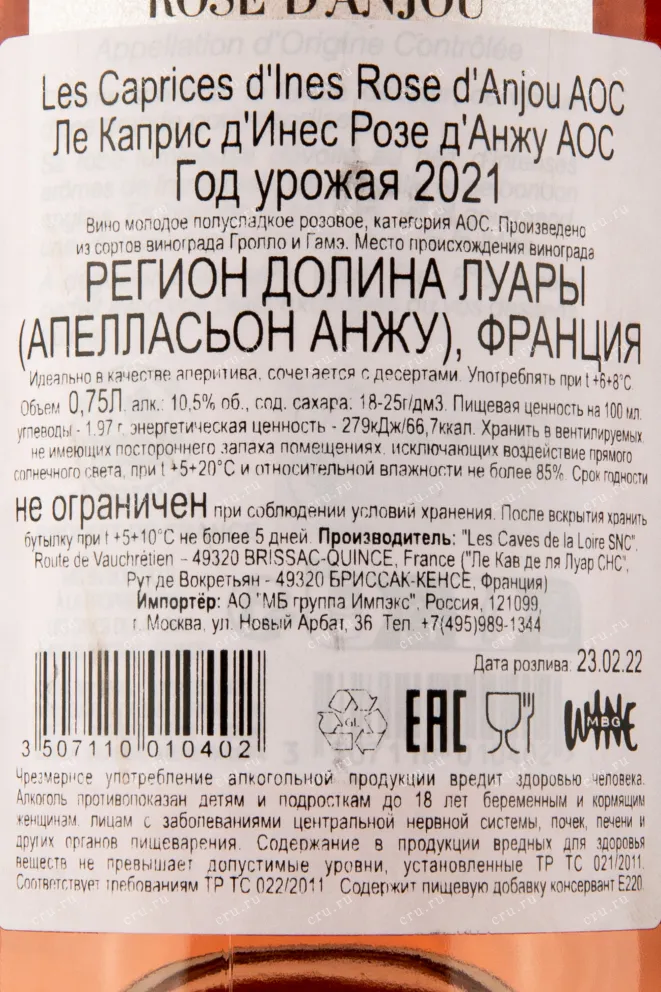 ROSÉ D'ANJOU
Appellation d'Origine Contrôlée
Les Caprices d'Ines Rose d'Anjou AOC
Ле Каприс д'Инес Розе д'Анжу АОС
Год урожая 2021
Вино молодое полусладкое розовое, категория АОС. Произведено
из сортов винограда Гролло и Гамэ. Место происхождения винограда
РЕГИОН ДОЛИНА ЛУАРЫ
(АПЕЛЛАСЬОН АНЖУ), ФРАНЦИЯ
Идеально в качестве аперитива, сочетается с десертами. Употреблять при t +6+8°C
Объем 0,75Л. алк.: 10,5% об., сод. сахара: 18-25г/дм3. Пищевая ценность на 100 мл.
углеводы - 1.97 г, энергетическая ценность - 279кДж/66,7ккал. Хранить в вентилируемых,
не имеющих постороннего запаха помещениях, исключающих воздействие прямого
солнечного света, при t +5+20°C и относительной влажности не более 85%. Срок годности
не ограничен при соблюдении условий хранения. После вскрытия хранить
бутылку при t +5+10°C не более 5 дней. Производитель: "Les Caves de la Loire SNC",
Route de Vauchrétien - 49320 BRISSAC-QUINCE, France ("Ле Кав де ля Луар СНС",
Рут де Вокретьян - 49320 БРИССАК-КЕНСЕ, Франция)
Импортёр: АО "МБ группа Импэкс", Россия, 121099,
г. Москва, ул. Новый Арбат, 36 Тел. +7(495)989-1344
Дата розлива: 23.02.22
GL EAC WINE MBG
3 507110 010402
Чрезмерное употребление алкогольной продукции вредит здоровью человека.
Алкоголь противопоказан детям и подросткам до 18 лет беременным и кормящим
женщинам, лицам с заболеваниями центральной нервной системы, почек, печени и
других органов пищеварения. Содержание в продукции вредных для здоровья
веществ не превышает допустимые уровни, установленные ТР ТС 021/2011.
Соответствует требованиям ТР ТС 022/2011 Содержит пищевую добавку консервант Е220.
cru.ru